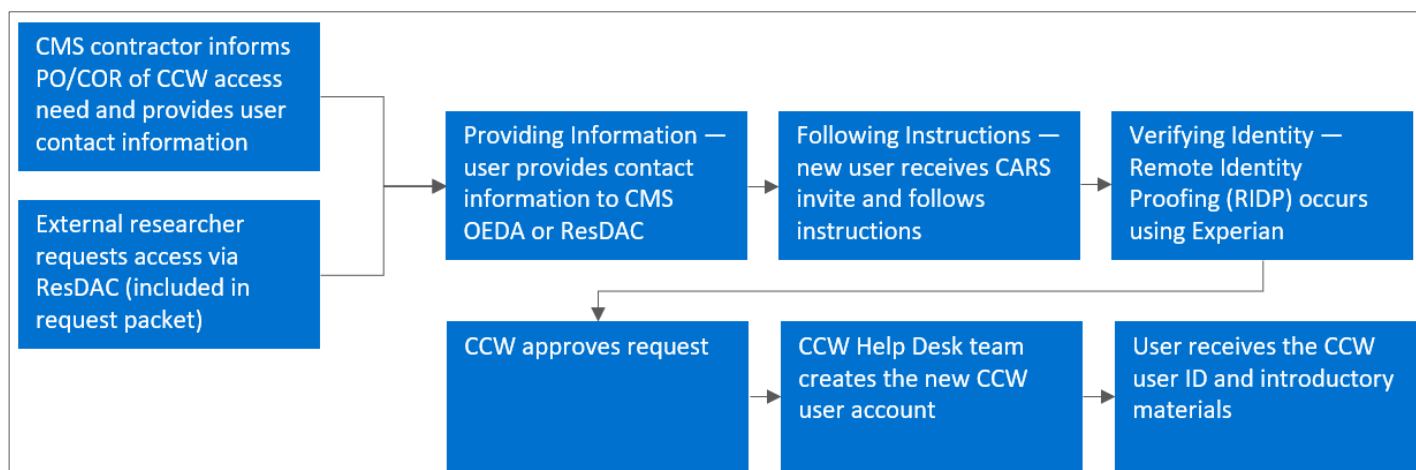 CMS contractor informs
PO/COR of CCW access
need and provides user
contact information
External researcher
requests access via
ResDAC (included in
request packet)
Providing Information —
user provides contact
information to CMS
OEDA or ResDAC
Following Instructions —
new user receives CARS
invite and follows
instructions
Verifying Identity —
Remote Identity
Proofing (RIDP) occurs
using Experian
CCW approves request
CCW Help Desk team
creates the new CCW
user account
User receives the CCW
user ID and introductory
materials